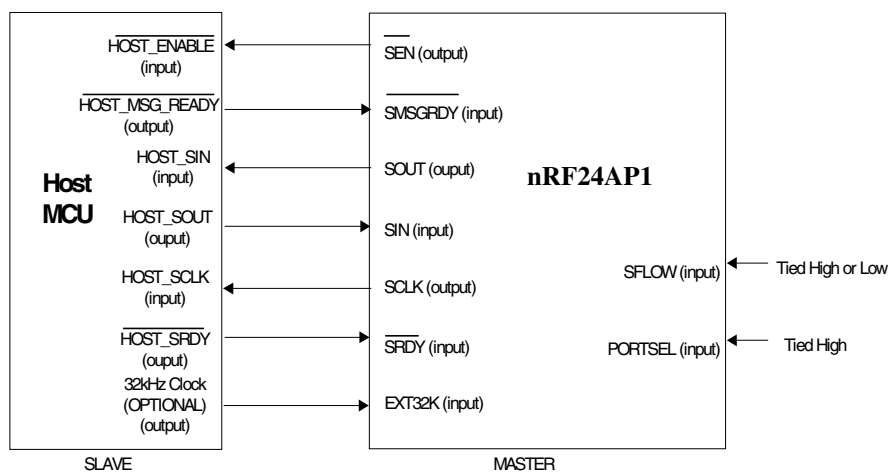 HOST_ENABLE
(input)
HOST_MSG_READY
(output)
HOST_SIN
(input)
Host
MCU
HOST_SOUT
(ouput)
HOST_SCLK
(input)
HOST_SRDY
(ouput)
32kHz Clock
(OPTIONAL)
(output)
SLAVE
SEN (output)
SMSGRDY (input)
SOUT (ouput)
nRF24AP1
SIN (input)
SCLK (output)
SRDY (input)
EXT32K (input)
SFLOW (input)
Tied High or Low
PORTSEL (input)
Tied High
MASTER